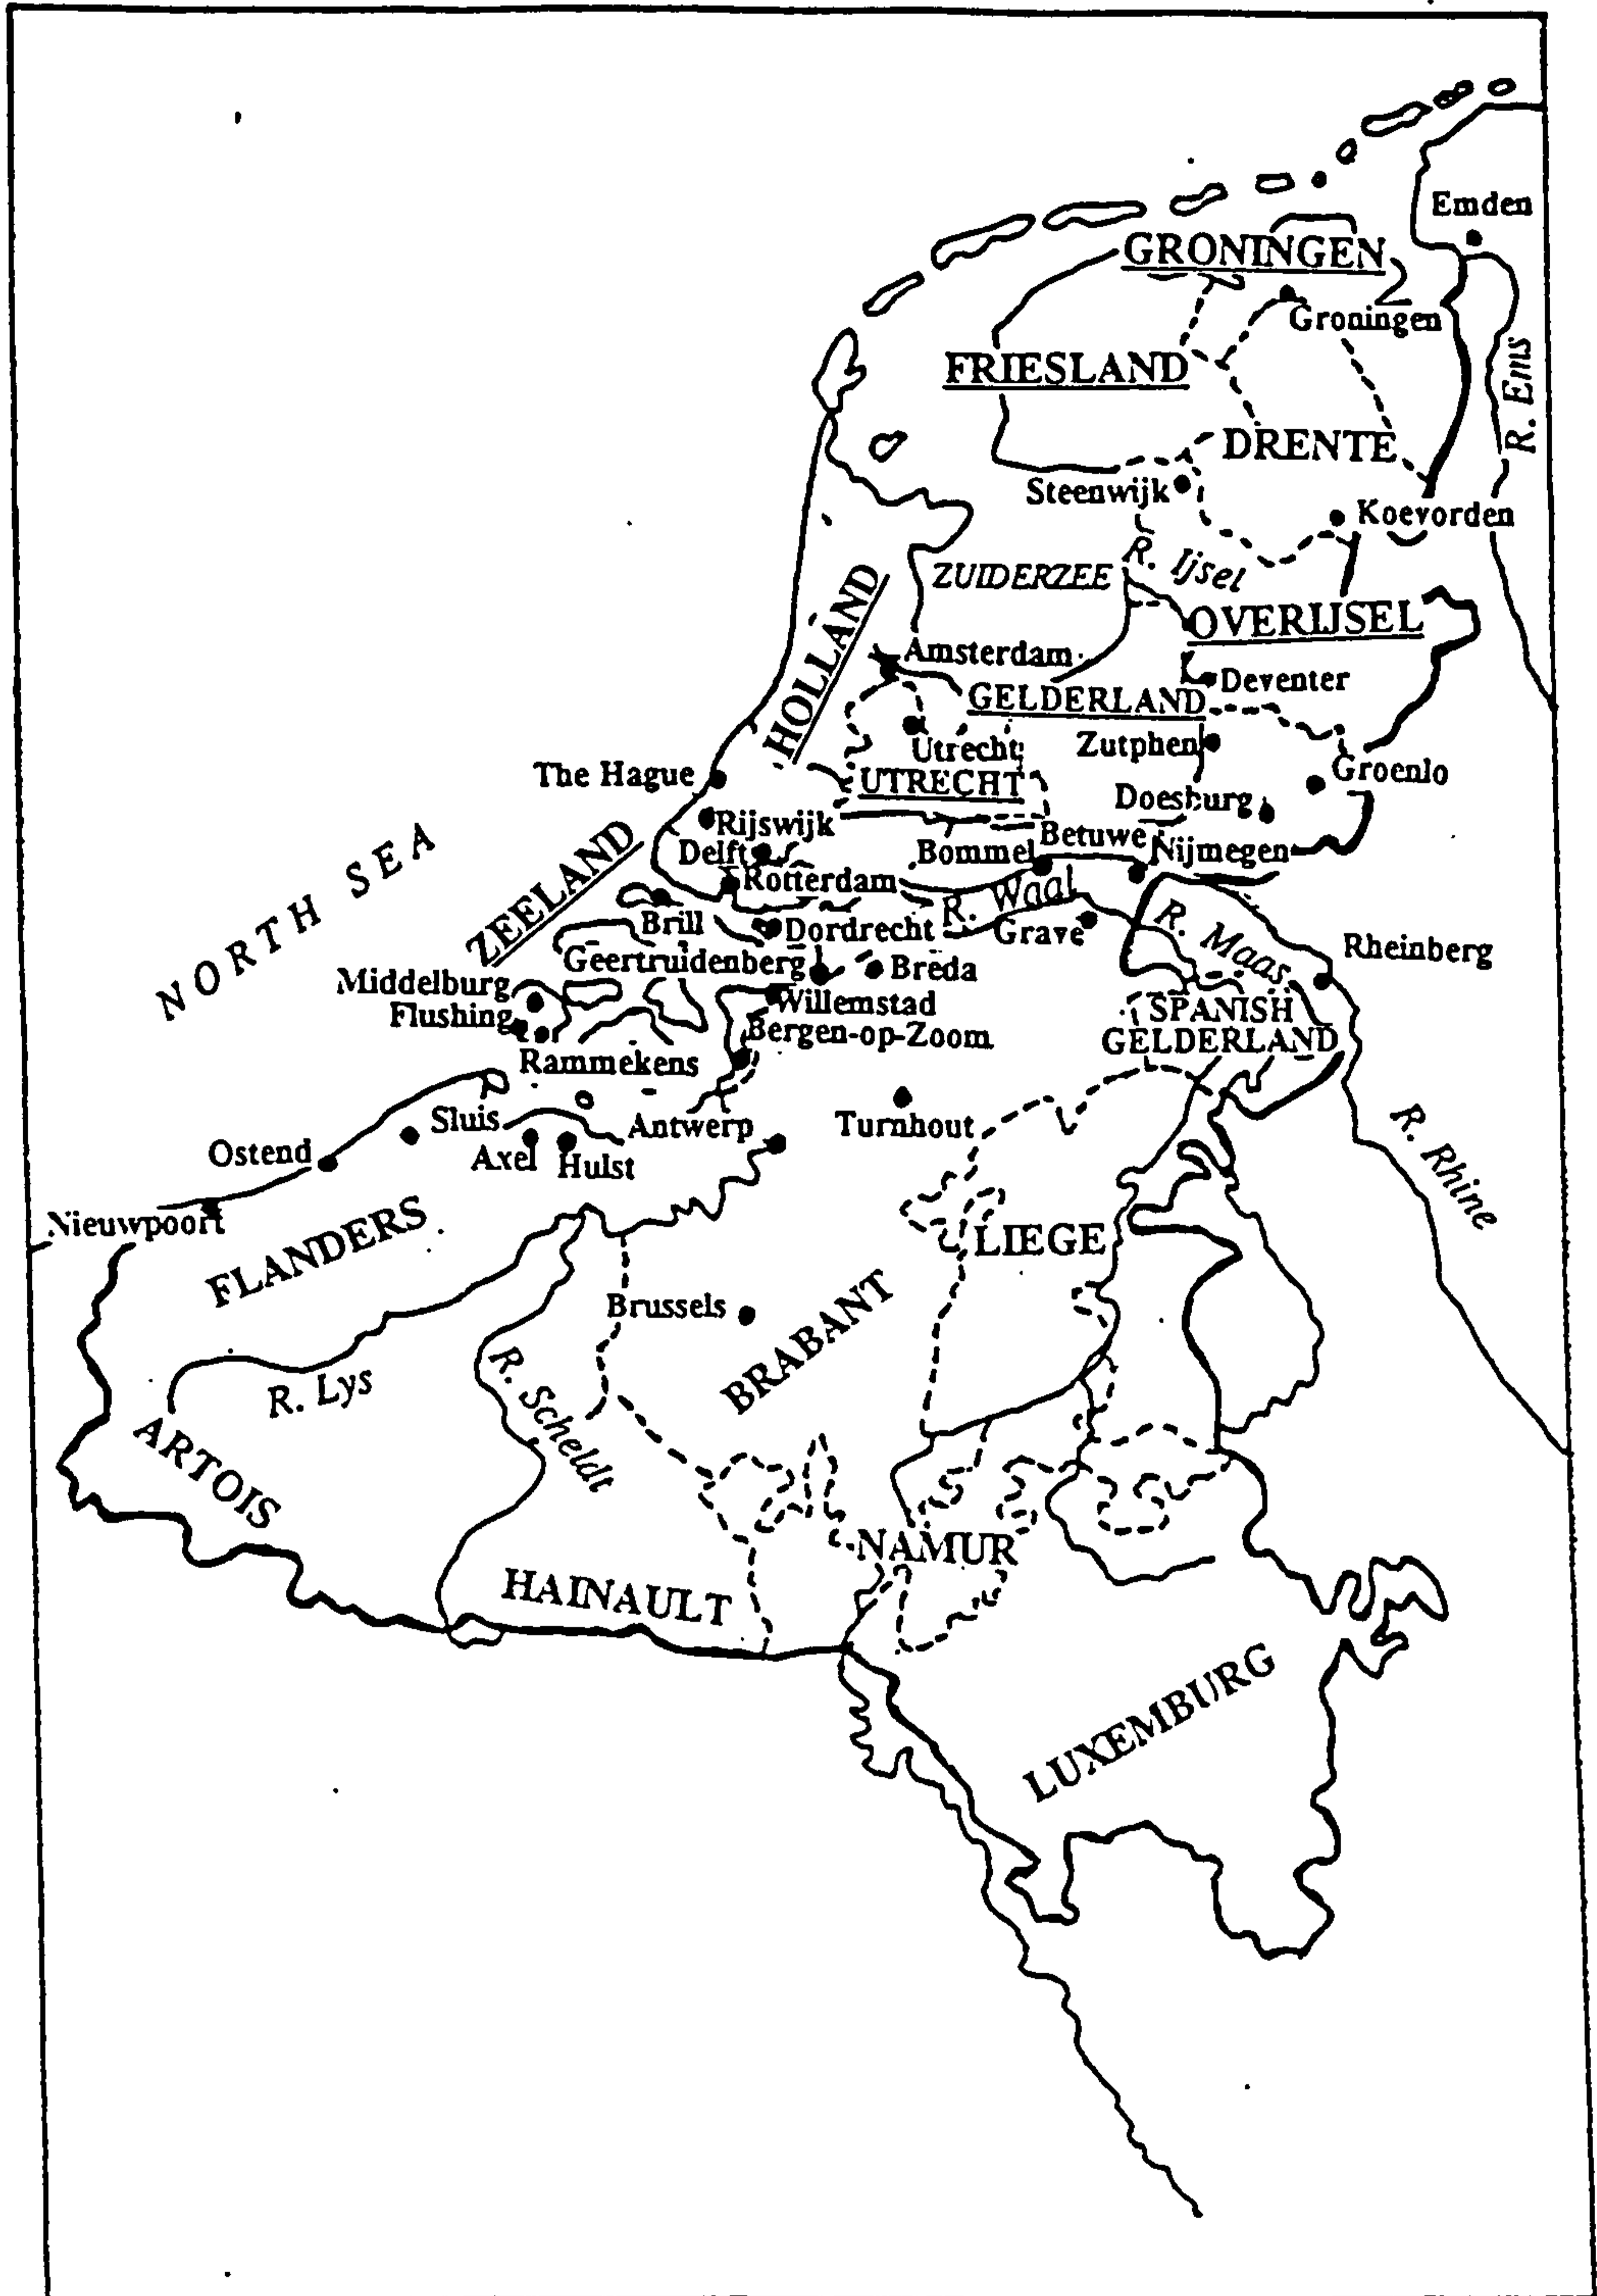 Emden
GRONINGEN
Groningen
R. Ems
FRIESLAND
DRENTE
Steenwijk
Koevorden
ZUIDERZEE
R. Ijsel
OVERIJSEL
HOLLAND
Amsterdam
Deventer
GELDERLAND
Utrecht
Zutphen
The Hague
UTRECHT
Groenlo
Doesburg
Rijswijk
Betuwe
Delft
Bommel
Nijmegen
NORTH SEA
ZEELAND
Rotterdam
R. Waal
Brill
Dordrecht
Grave
R. Maas
Rheinberg
Geertruidenberg
Breda
Middelburg
Willemstad
SPANISH
GELDERLAND
Flushing
Bergen-op-Zoom
Rammekens
Sluis
Antwerp
Turnhout
R. Rhine
Ostend
Axel
Hulst
Nieuwpoort
FLANDERS
LIEGE
Brussels
BRABANT
R. Lys
R. Scheldt
ARTOIS
NAMUR
HAINAULT
LUXEMBURG